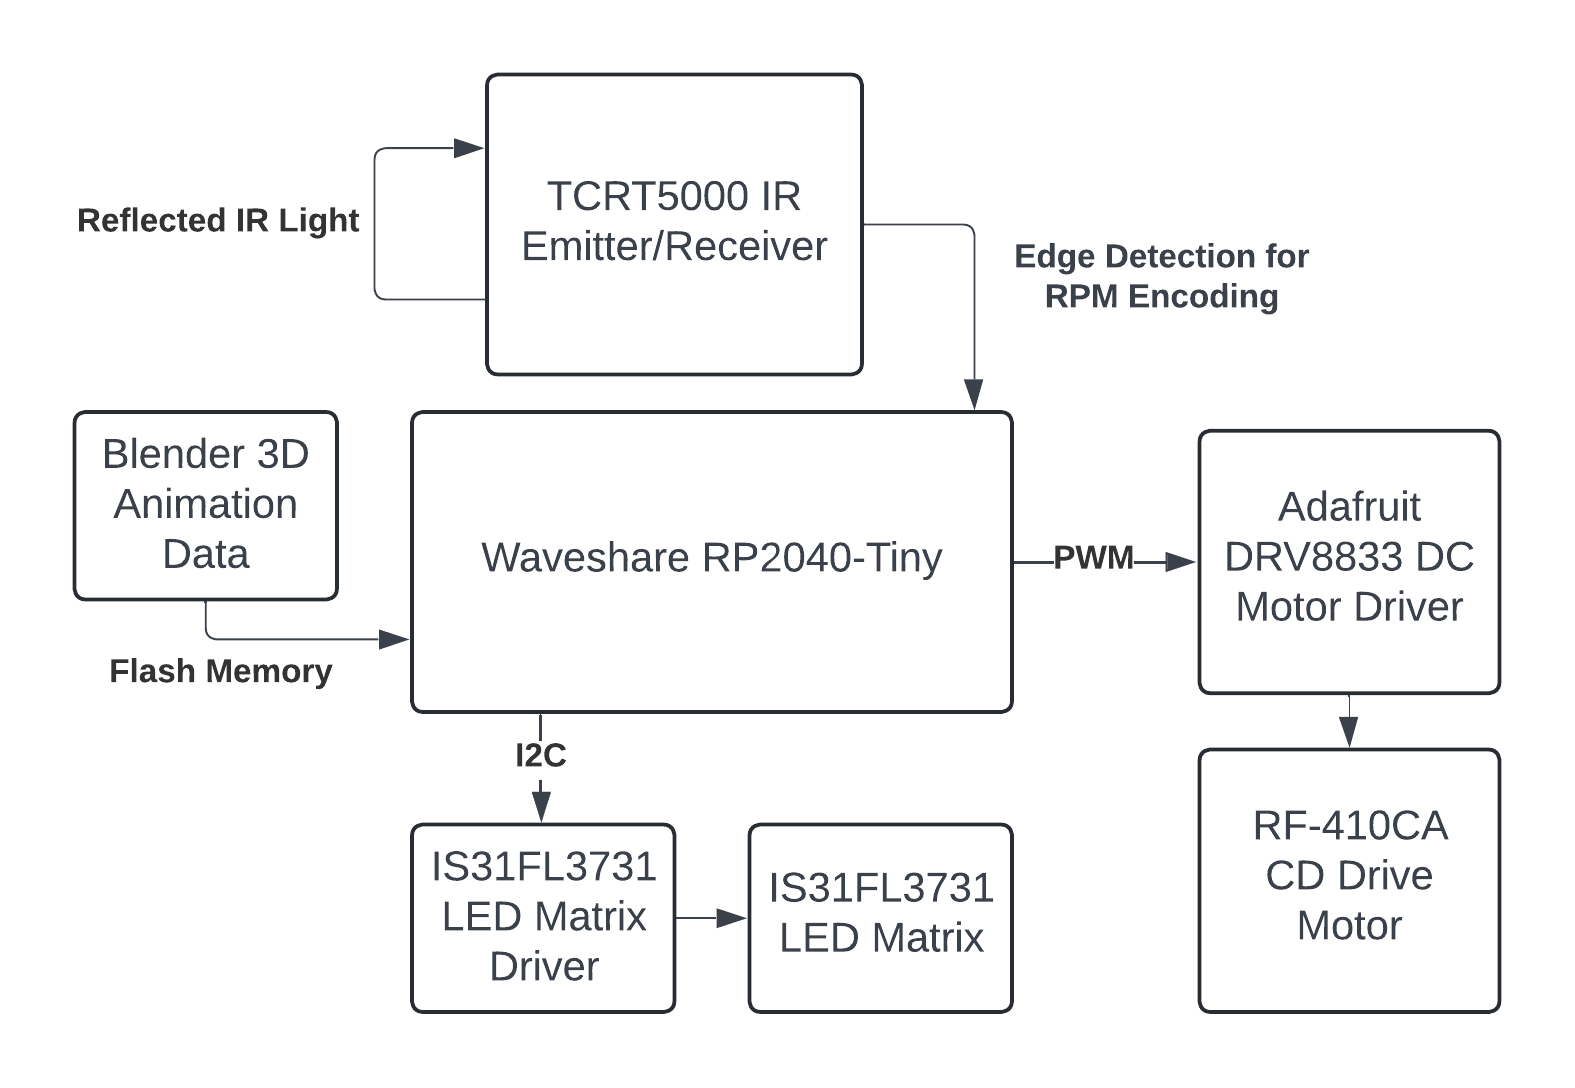 TCRT5000 IR
Emitter/Receiver
Reflected IR Light
Edge Detection for
RPM Encoding
Blender 3D
Animation
Data
Flash Memory
Waveshare RP2040-Tiny
PWM
Adafruit
DRV8833 DC
Motor Driver
I2C
IS31FL3731
LED Matrix
Driver
IS31FL3731
LED Matrix
RF-410CA
CD Drive
Motor